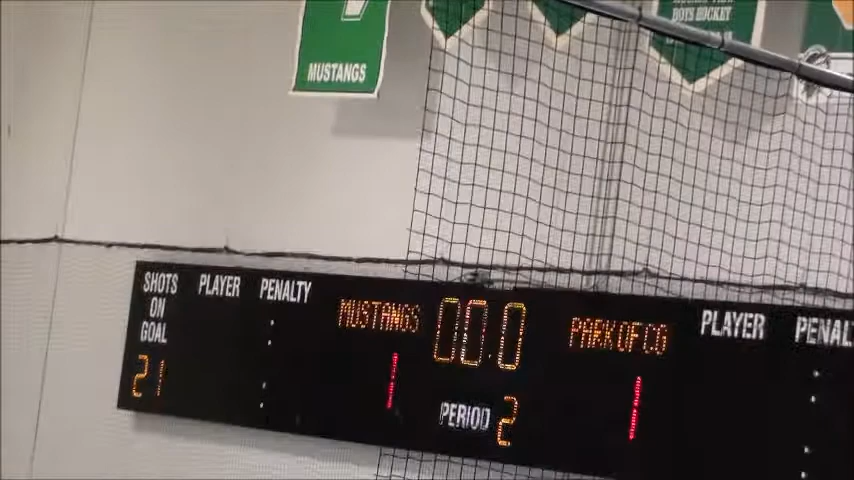 MUSTANGS
BOYS HOCKEY
SHOTS
ON
GOAL
21
PLAYER
PENALTY
MUSTANGS
1
00.0
PERIOD 2
PARK OF CO
1
PLAYER
PENAL